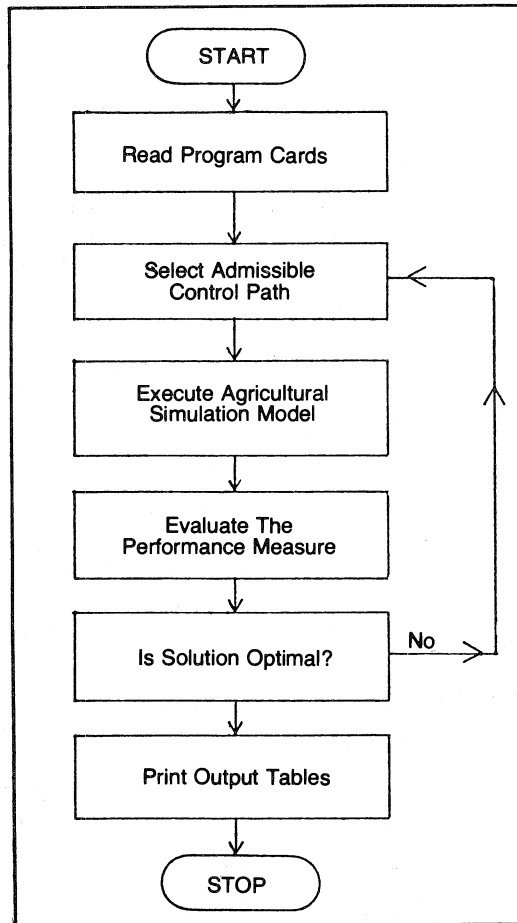 START
Read Program Cards
Select Admissible
Control Path
Execute Agricultural
Simulation Model
Evaluate The
Performance Measure
Is Solution Optimal?
No
Print Output Tables
STOP